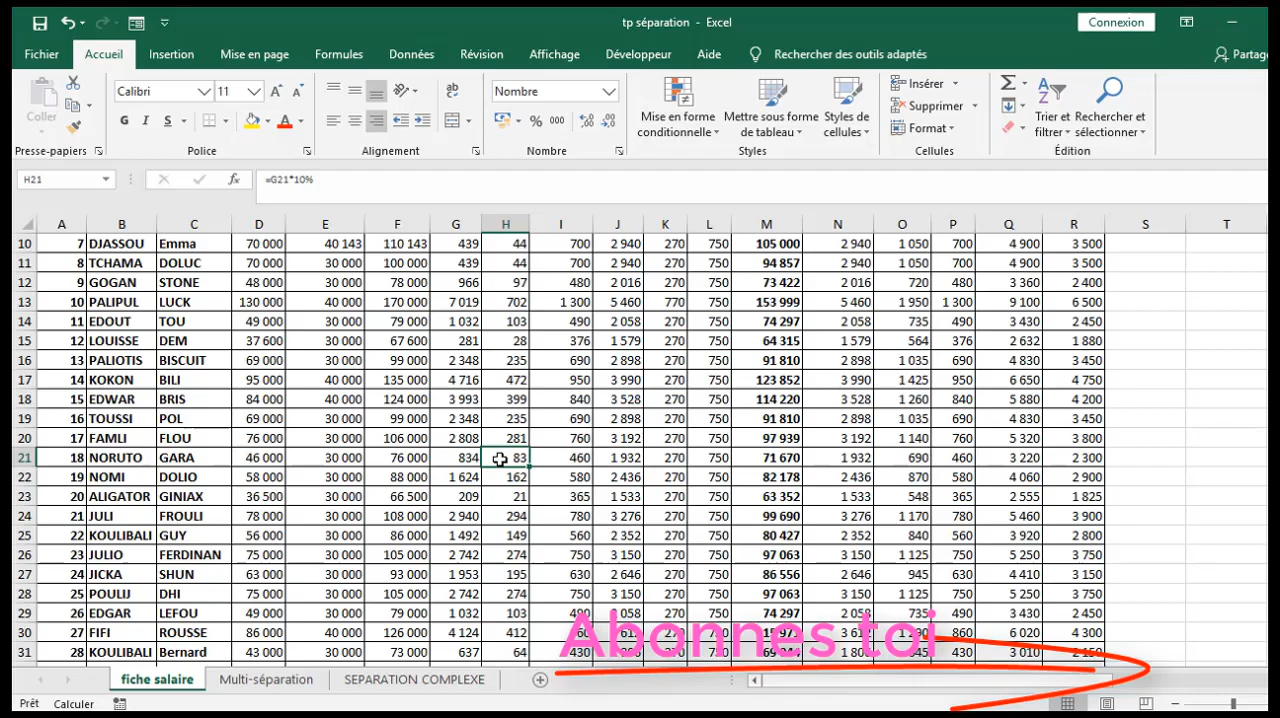 tp séparation - Excel
Connexion
Fichier Accueil Insertion Mise en page Formules Données Révision Affichage Développeur Aide Rechercher des outils adaptés Partag
Coller Calibri 11 Nombre Mise en forme conditionnelle Mettre sous forme de tableau Styles de cellules Insérer Supprimer Format Trier et filtrer Rechercher et sélectionner
G I S % 000
Presse-papiers Police Alignement Nombre Styles Cellules Édition
H21 fx =G21*10%
A B C D E F G H I J K L M N O P Q R S T
10 7 DJASSOU Emma 70 000 40 143 110 143 439 44 700 2 940 270 750 105 000 2 940 1 050 700 4 900 3 500
11 8 TCHAMA DOLUC 70 000 30 000 100 000 439 44 700 2 940 270 750 94 857 2 940 1 050 700 4 900 3 500
12 9 GOGAN STONE 48 000 30 000 78 000 966 97 480 2 016 270 750 73 422 2 016 720 480 3 360 2 400
13 10 PALIPUL LUCK 130 000 40 000 170 000 7 019 702 1 300 5 460 770 750 153 999 5 460 1 950 1 300 9 100 6 500
14 11 EDOUT TOU 49 000 30 000 79 000 1 032 103 490 2 058 270 750 74 297 2 058 735 490 3 430 2 450
15 12 LOUISSE DEM 37 600 30 000 67 600 281 28 376 1 579 270 750 64 315 1 579 564 376 2 632 1 880
16 13 PALIOTIS BISCUIT 69 000 30 000 99 000 2 348 235 690 2 898 270 750 91 810 2 898 1 035 690 4 830 3 450
17 14 KOKON BILI 95 000 40 000 135 000 4 716 472 950 3 990 270 750 123 852 3 990 1 425 950 6 650 4 750
18 15 EDWAR BRIS 84 000 40 000 124 000 3 993 399 840 3 528 270 750 114 220 3 528 1 260 840 5 880 4 200
19 16 TOUSSI POL 69 000 30 000 99 000 2 348 235 690 2 898 270 750 91 810 2 898 1 035 690 4 830 3 450
20 17 FAMLI FLOU 76 000 30 000 106 000 2 808 281 760 3 192 270 750 97 939 3 192 1 140 760 5 320 3 800
21 18 NORUTO GARA 46 000 30 000 76 000 834 83 460 1 932 270 750 71 670 1 932 690 460 3 220 2 300
22 19 NOMI DOLIO 58 000 30 000 88 000 1 624 162 580 2 436 270 750 82 178 2 436 870 580 4 060 2 900
23 20 ALIGATOR GINIAX 36 500 30 000 66 500 209 21 365 1 533 270 750 63 352 1 533 548 365 2 555 1 825
24 21 JULI FROULI 78 000 30 000 108 000 2 940 294 780 3 276 270 750 99 690 3 276 1 170 780 5 460 3 900
25 22 KOULIBALI GUY 56 000 30 000 86 000 1 492 149 560 2 352 270 750 80 427 2 352 840 560 3 920 2 800
26 23 JULIO FERDINAN 75 000 30 000 105 000 2 742 274 750 3 150 270 750 97 063 3 150 1 125 750 5 250 3 750
27 24 JICKA SHUN 63 000 30 000 93 000 1 953 195 630 2 646 270 750 86 556 2 646 945 630 4 410 3 150
28 25 POULIJ DHI 75 000 30 000 105 000 2 742 274 750 3 150 270 750 97 063 3 150 1 125 750 5 250 3 750
29 26 EDGAR LEFOU 49 000 30 000 79 000 1 032 103 490 2 058 270 750 74 297 2 058 735 490 3 430 2 450
30 27 FIFI ROUSSE 86 000 40 000 126 000 4 124 412 860 6 020 4 300
31 28 KOULIBALI Bernard 43 000 30 000 73 000 637 64 430 3 010
Abonnes toi
fiche salaire Multi-séparation SEPARATION COMPLEXE
Prêt Calculer